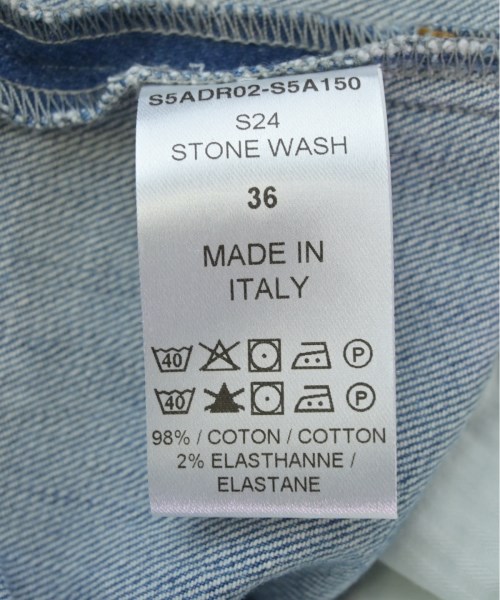 S5ADR02-S5A150
S24
STONE WASH
36
MADE IN
ITALY
40 P
40 P
98% / COTON / COTTON
2% ELASTHANNE /
ELASTANE